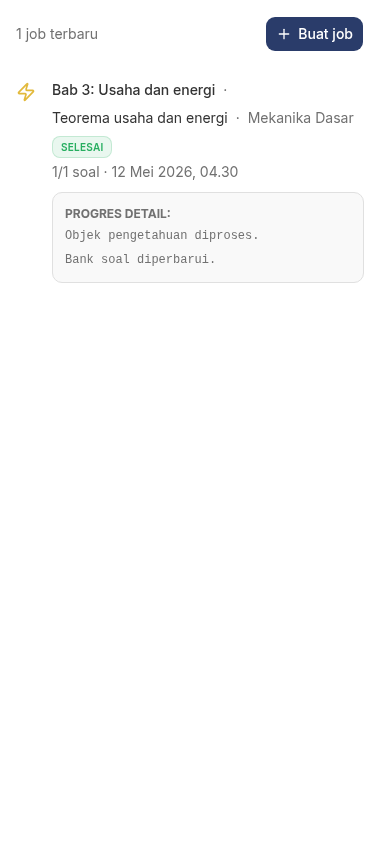 1 job terbaru
Buat job
Bab 3: Usaha dan energi ·
Teorema usaha dan energi · Mekanika Dasar
SELESAI
1/1 soal · 12 Mei 2026, 04.30
PROGRES DETAIL:
Objek pengetahuan diproses.
Bank soal diperbarui.